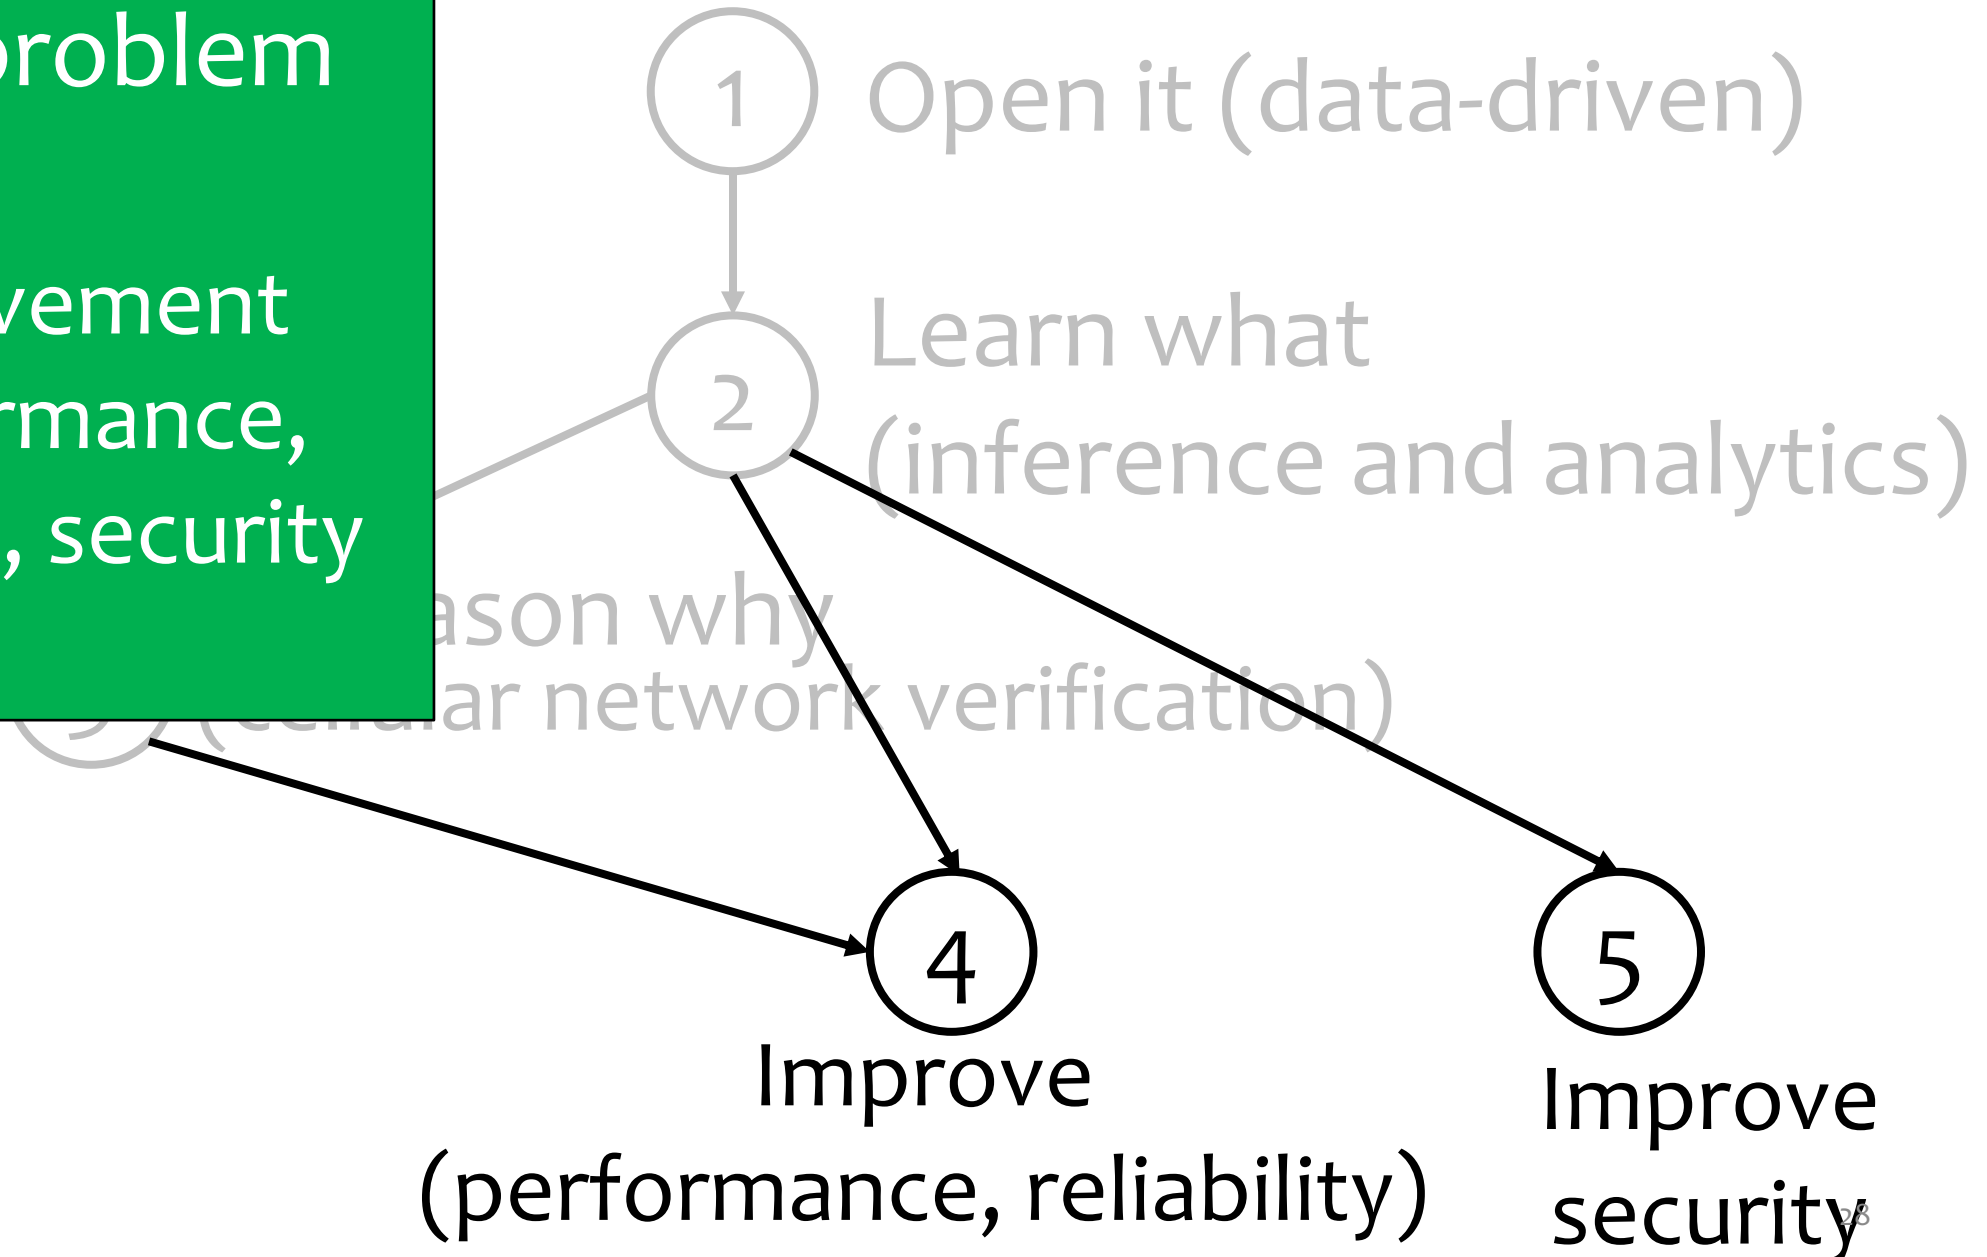 roblem
vement
rmance,
, security
1
Open it (data-driven)
2
Learn what
(inference and analytics)
ason why
ar network verification)
4
Improve
(performance, reliability)
5
Improve
security
28